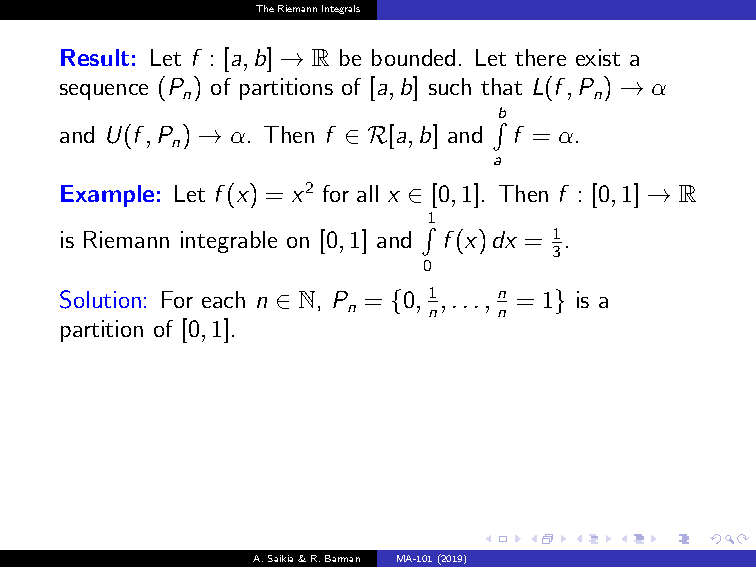 The Riemann Integrals
Result: Let f : [a, b] → ℝ be bounded. Let there exist a
sequence (Pₙ) of partitions of [a, b] such that L(f, Pₙ) → α
and U(f, Pₙ) → α. Then f ∈ ℛ[a, b] and ∫ₐᵇ f = α.
Example: Let f(x) = x² for all x ∈ [0, 1]. Then f : [0, 1] → ℝ
is Riemann integrable on [0, 1] and ∫₀¹ f(x) dx = 1/3.
Solution: For each n ∈ ℕ, Pₙ = {0, 1/n, . . . , n/n = 1} is a
partition of [0, 1].
A. Saikia & R. Barman MA-101 (2019)